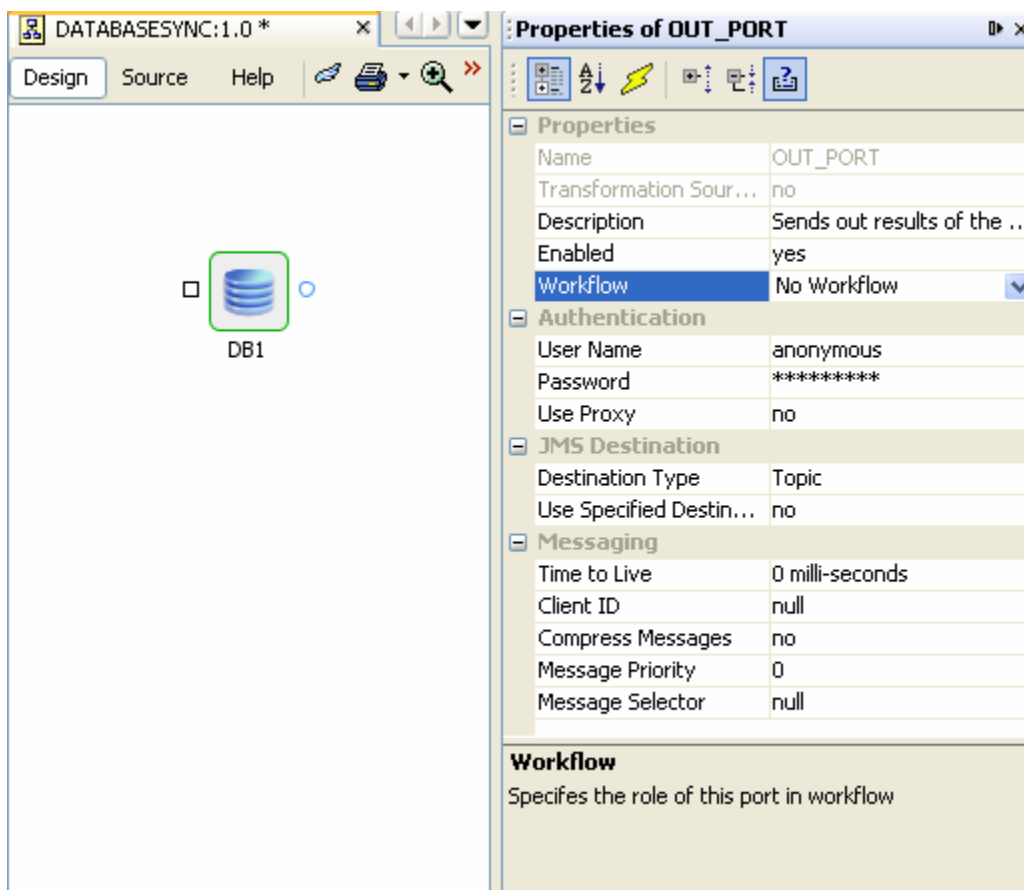 DATABASESYNC:1.0 *
Design Source Help
DB1
Properties of OUT_PORT
Properties
Name OUT_PORT
Transformation Sour... no
Description Sends out results of the ...
Enabled yes
Workflow No Workflow
Authentication
User Name anonymous
Password *********
Use Proxy no
JMS Destination
Destination Type Topic
Use Specified Destin... no
Messaging
Time to Live 0 milli-seconds
Client ID null
Compress Messages no
Message Priority 0
Message Selector null
Workflow
Specifes the role of this port in workflow